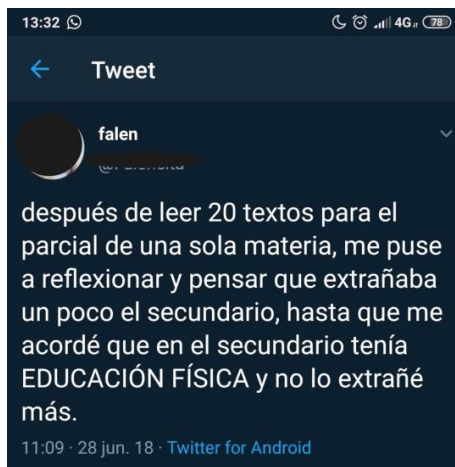 13:32 4G 78
Tweet
falen
después de leer 20 textos para el
parcial de una sola materia, me puse
a reflexionar y pensar que extrañaba
un poco el secundario, hasta que me
acordé que en el secundario tenía
EDUCACIÓN FÍSICA y no lo extrañé
más.
11:09 · 28 jun. 18 · Twitter for Android